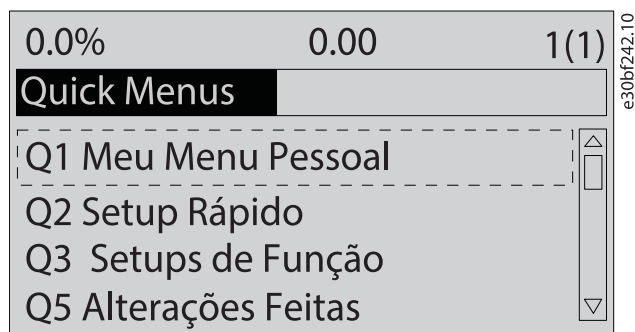 0.0% 0.00 1(1)
Quick Menus
Q1 Meu Menu Pessoal
Q2 Setup Rápido
Q3 Setups de Função
Q5 Alterações Feitas
e30bf242.10